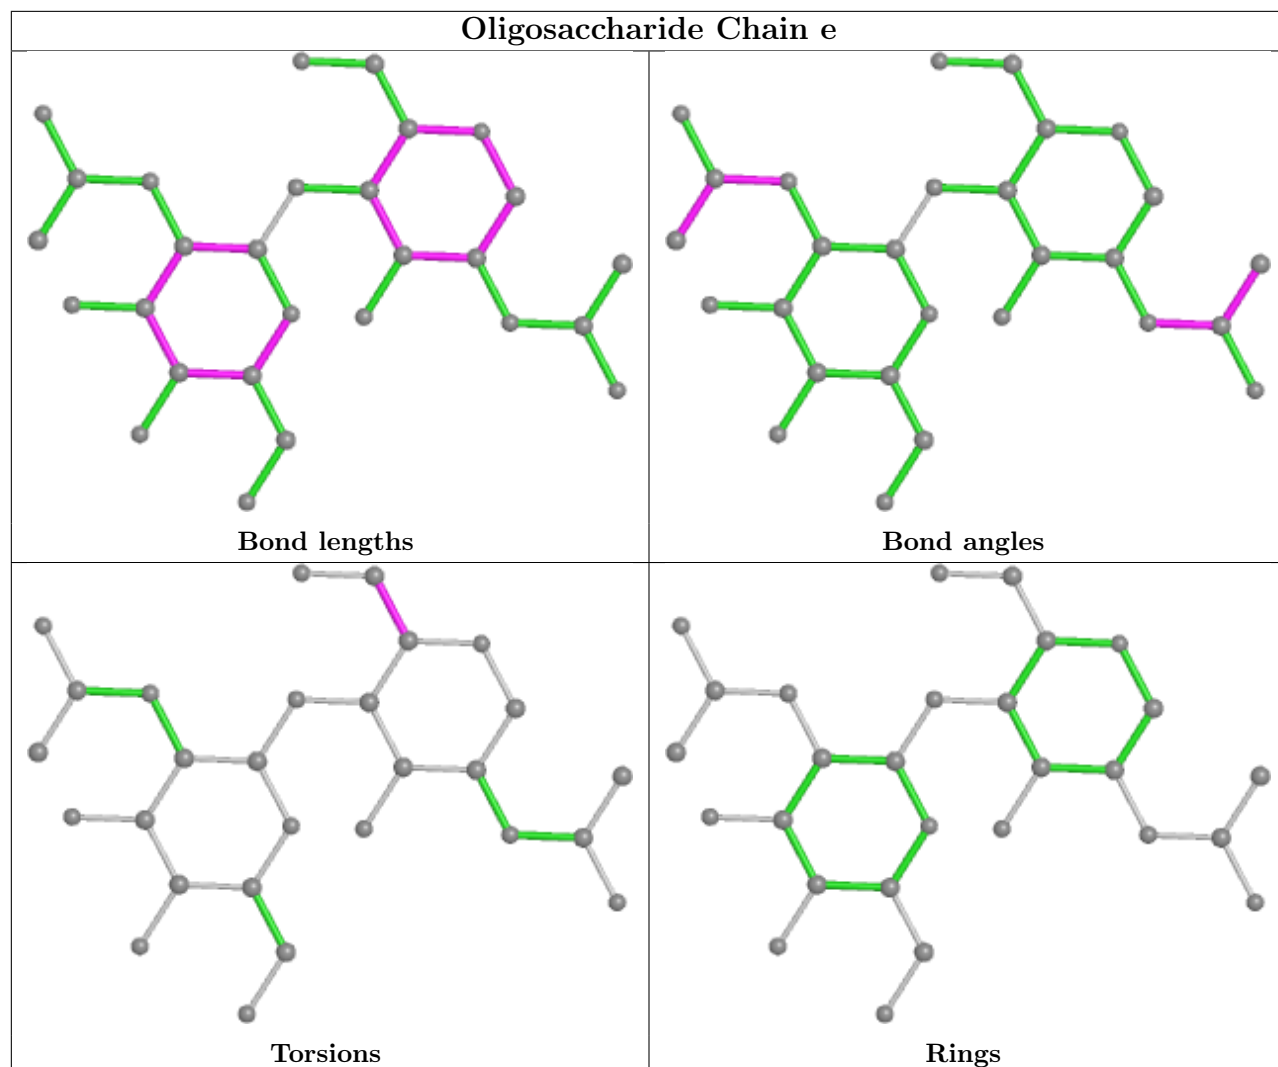 Oligosaccharide Chain e
Bond lengths
Bond angles
Torsions
Rings